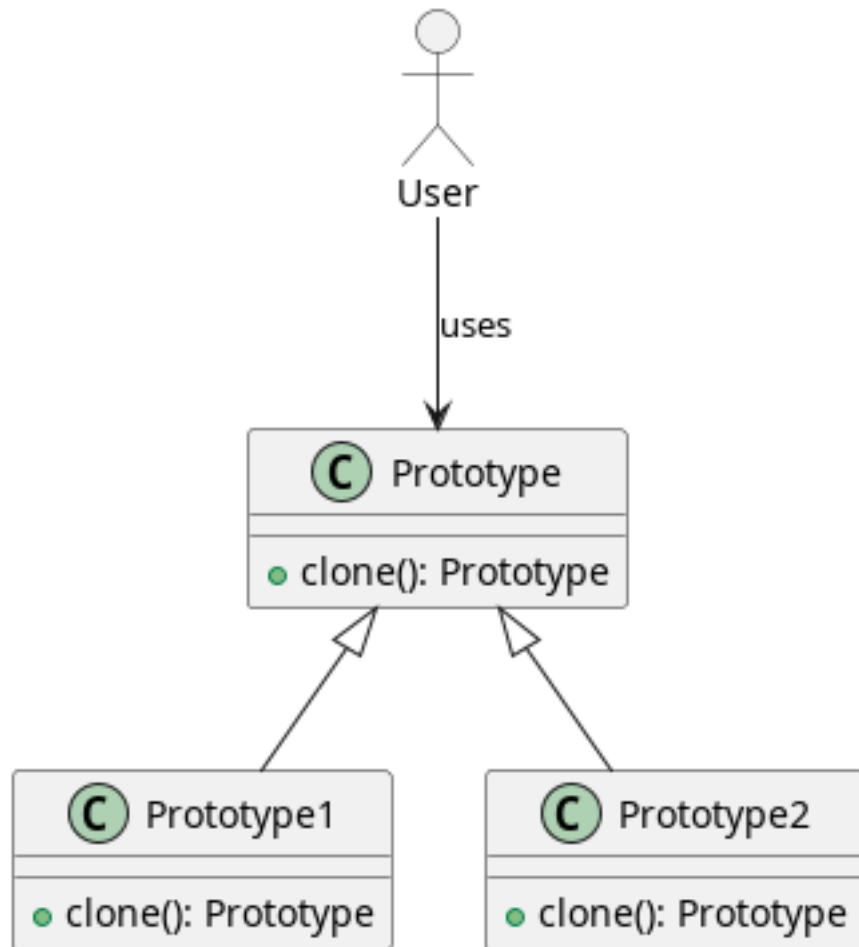 User
uses
C Prototype
clone(): Prototype
C Prototype1
C Prototype2
clone(): Prototype
clone(): Prototype